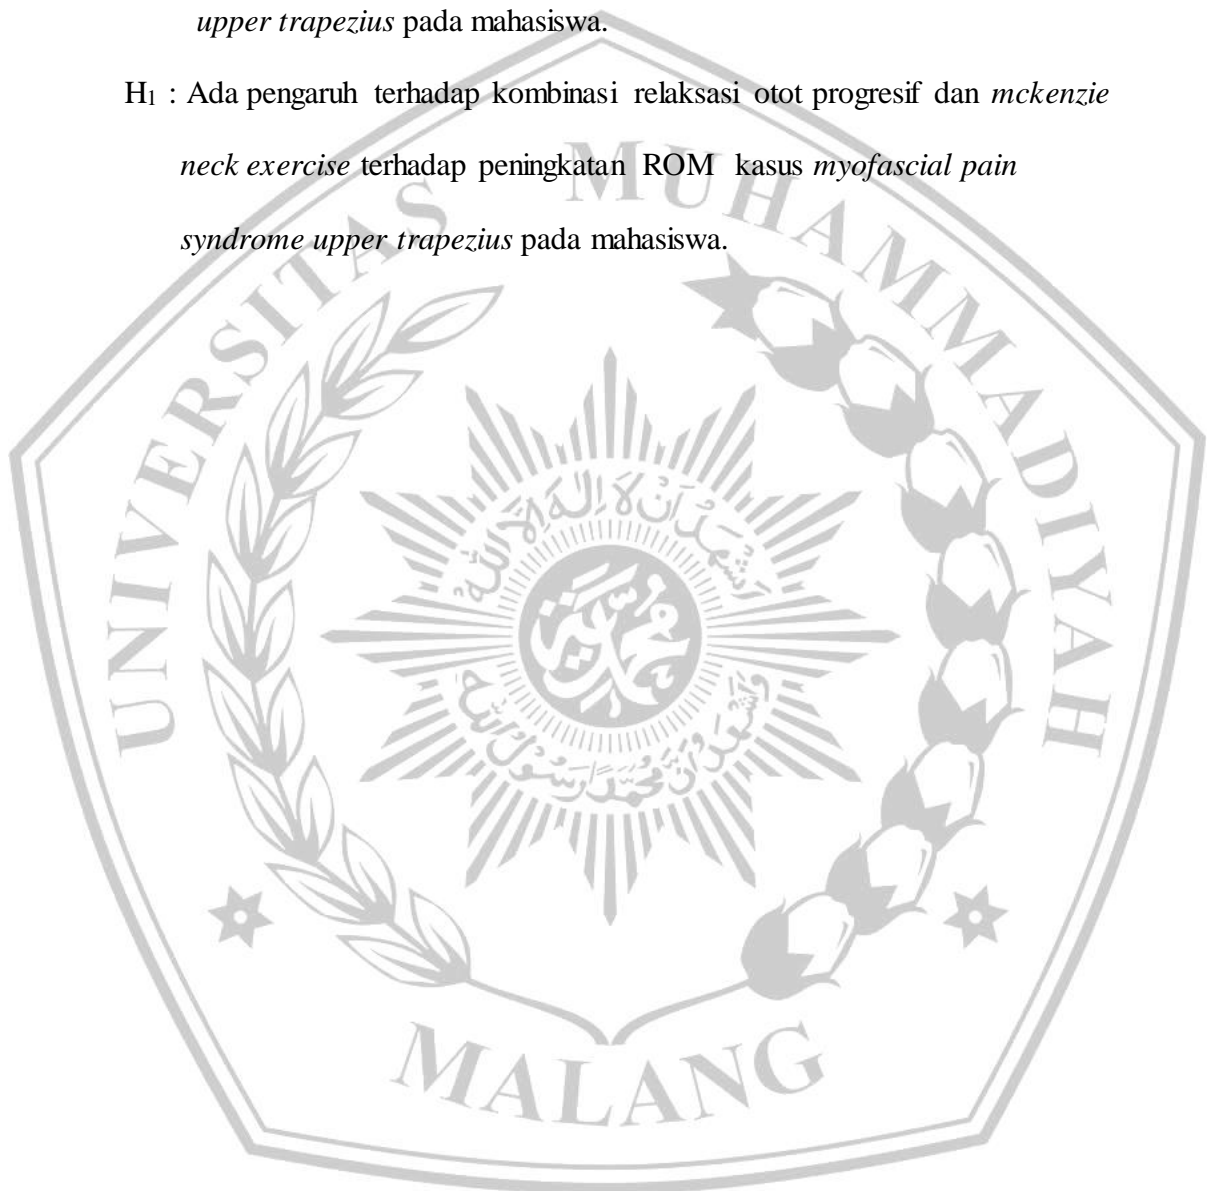 upper trapezius pada mahasiswa.
H₁ : Ada pengaruh terhadap kombinasi relaksasi otot progresif dan mckenzie
neck exercise terhadap peningkatan ROM kasus myofascial pain
syndrome upper trapezius pada mahasiswa.
UNIVERSITAS MUHAMMADIYAH
MALANG